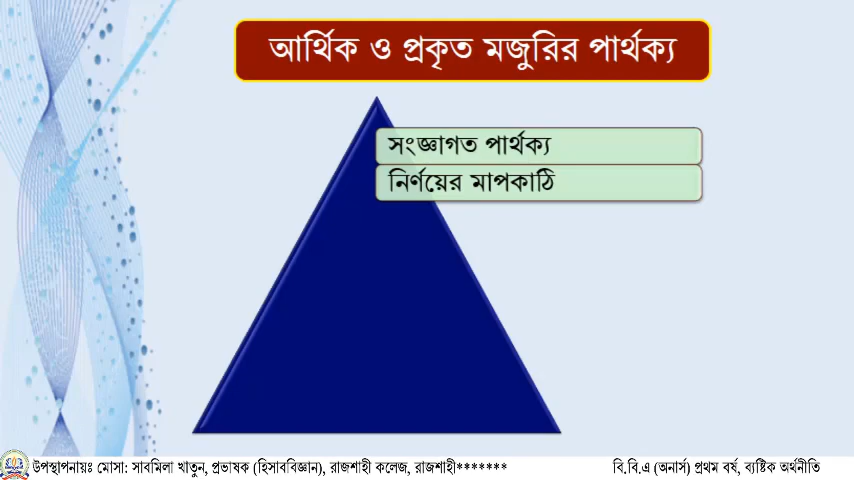 আর্থিক ও প্রকৃত মজুরির পার্থক্য
সংজ্ঞাগত পার্থক্য
নির্ণয়ের মাপকাঠি
উপস্থাপনায়ঃ মোসা: সাবমিলা খাতুন, প্রভাষক (হিসাববিজ্ঞান), রাজশাহী কলেজ, রাজশাহী*******
বি.বি.এ (অনার্স) প্রথম বর্ষ, ব্যষ্টিক অর্থনীতি